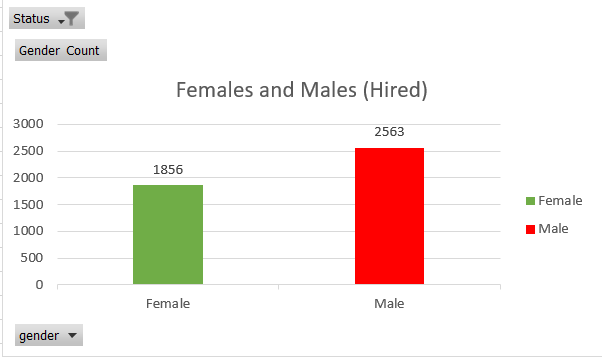 Status
Gender Count
Females and Males (Hired)
3000
2500
2000
1500
1000
500
0
1856
2563
Female
Male
Female
Male
gender